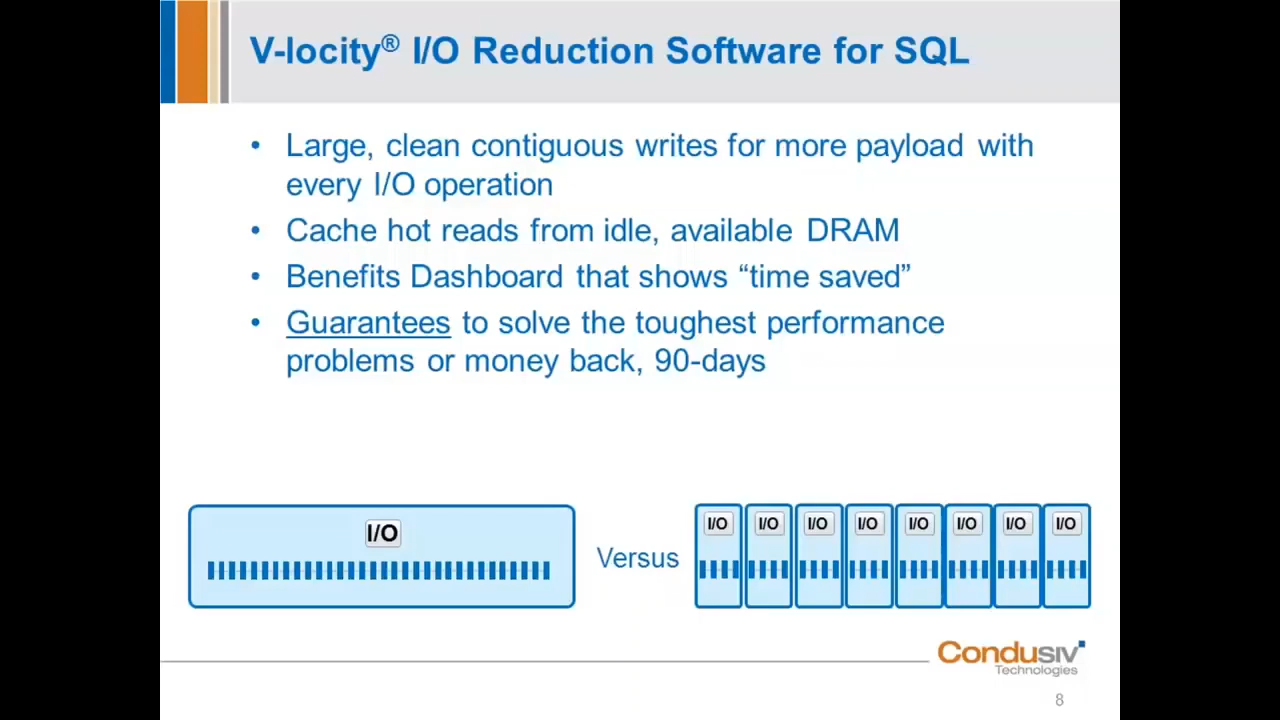 V-locity® I/O Reduction Software for SQL
• Large, clean contiguous writes for more payload with
every I/O operation
• Cache hot reads from idle, available DRAM
• Benefits Dashboard that shows “time saved”
• Guarantees to solve the toughest performance
problems or money back, 90-days
I/O
Versus
I/O I/O I/O I/O I/O I/O I/O I/O
Condusiv
Technologies
8